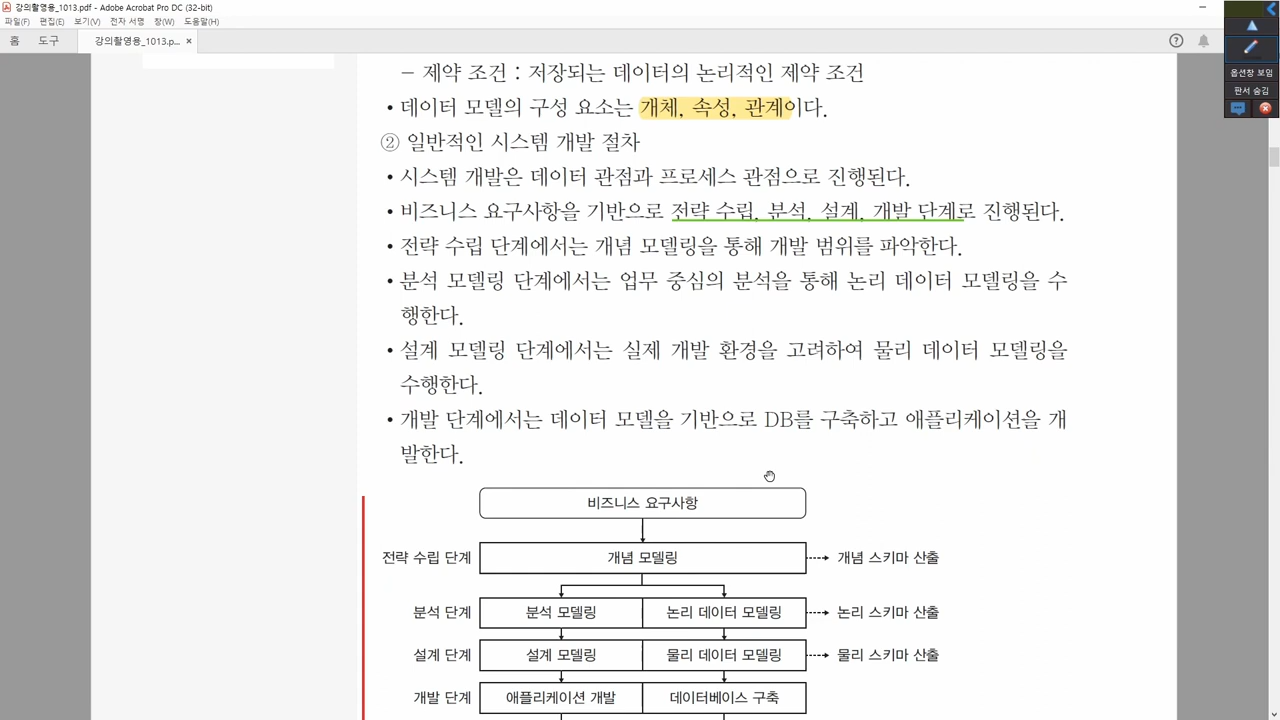 강의촬영용_1013.pdf - Adobe Acrobat Pro DC (32-bit)
파일(F) 편집(E) 보기(V) 전자 서명 창(W) 도움말(H)
홈 도구 강의촬영용_1013.p... ×
옵션창 보임
판서 숨김
– 제약 조건 : 저장되는 데이터의 논리적인 제약 조건
• 데이터 모델의 구성 요소는 개체, 속성, 관계이다.
② 일반적인 시스템 개발 절차
• 시스템 개발은 데이터 관점과 프로세스 관점으로 진행된다.
• 비즈니스 요구사항을 기반으로 전략 수립, 분석, 설계, 개발 단계로 진행된다.
• 전략 수립 단계에서는 개념 모델링을 통해 개발 범위를 파악한다.
• 분석 모델링 단계에서는 업무 중심의 분석을 통해 논리 데이터 모델링을 수
행한다.
• 설계 모델링 단계에서는 실제 개발 환경을 고려하여 물리 데이터 모델링을
수행한다.
• 개발 단계에서는 데이터 모델을 기반으로 DB를 구축하고 애플리케이션을 개
발한다.
비즈니스 요구사항
전략 수립 단계 개념 모델링 개념 스키마 산출
분석 단계 분석 모델링 논리 데이터 모델링 논리 스키마 산출
설계 단계 설계 모델링 물리 데이터 모델링 물리 스키마 산출
개발 단계 애플리케이션 개발 데이터베이스 구축